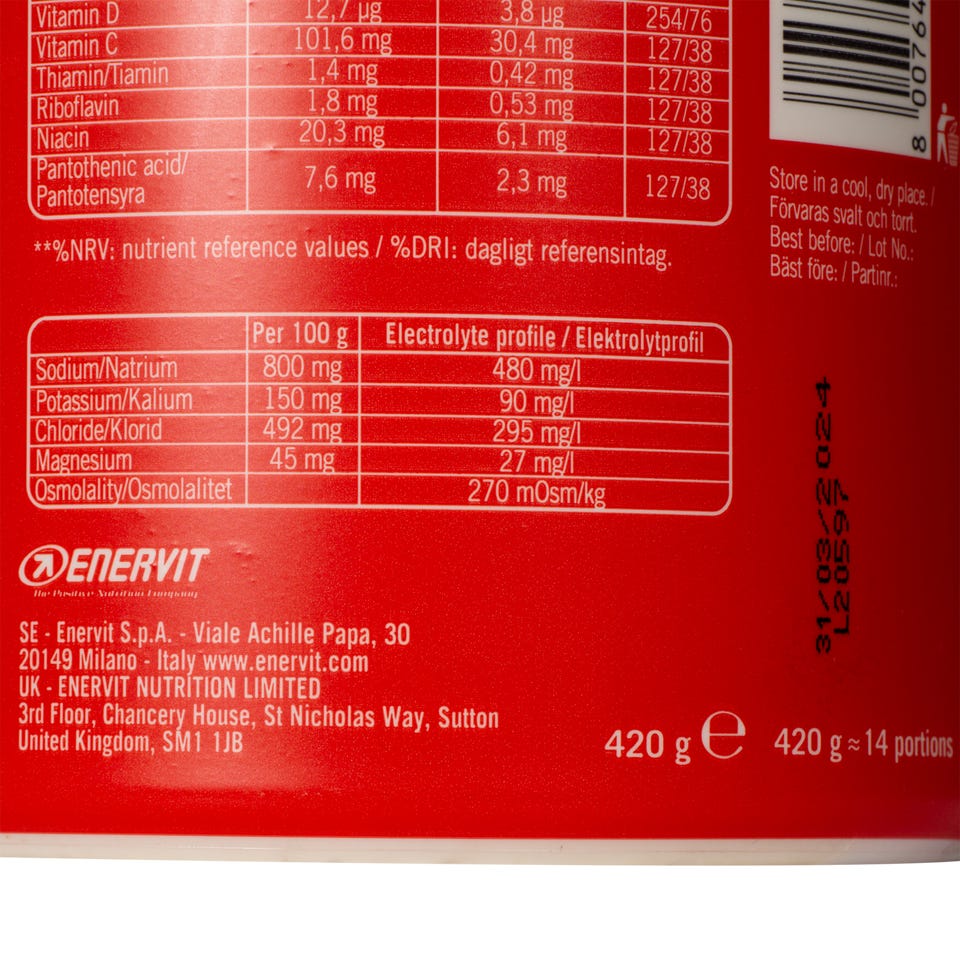 Vitamin D 12,7 µg 3,8 µg 254/76
Vitamin C 101,6 mg 30,4 mg 127/38
Thiamin/Tiamin 1,4 mg 0,42 mg 127/38
Riboflavin 1,8 mg 0,53 mg 127/38
Niacin 20,3 mg 6,1 mg 127/38
Pantothenic acid/
Pantotensyra 7,6 mg 2,3 mg 127/38
**%NRV: nutrient reference values / %DRI: dagligt referensintag.
Per 100 g Electrolyte profile / Elektrolytprofil
Sodium/Natrium 800 mg 480 mg/l
Potassium/Kalium 150 mg 90 mg/l
Chloride/Klorid 492 mg 295 mg/l
Magnesium 45 mg 27 mg/l
Osmolality/Osmolalitet 270 mOsm/kg
ENERVIT
The Positive Nutrition Company
SE - Enervit S.p.A. - Viale Achille Papa, 30
20149 Milano - Italy www.enervit.com
UK - ENERVIT NUTRITION LIMITED
3rd Floor, Chancery House, St Nicholas Way, Sutton
United Kingdom, SM1 1JB
420 g e
420 g ≈ 14 portions
8 00764
Store in a cool, dry place. /
Förvaras svalt och torrt.
Best before: / Lot No.:
Bäst före: / Partinr.:
31/03/2024
L20597